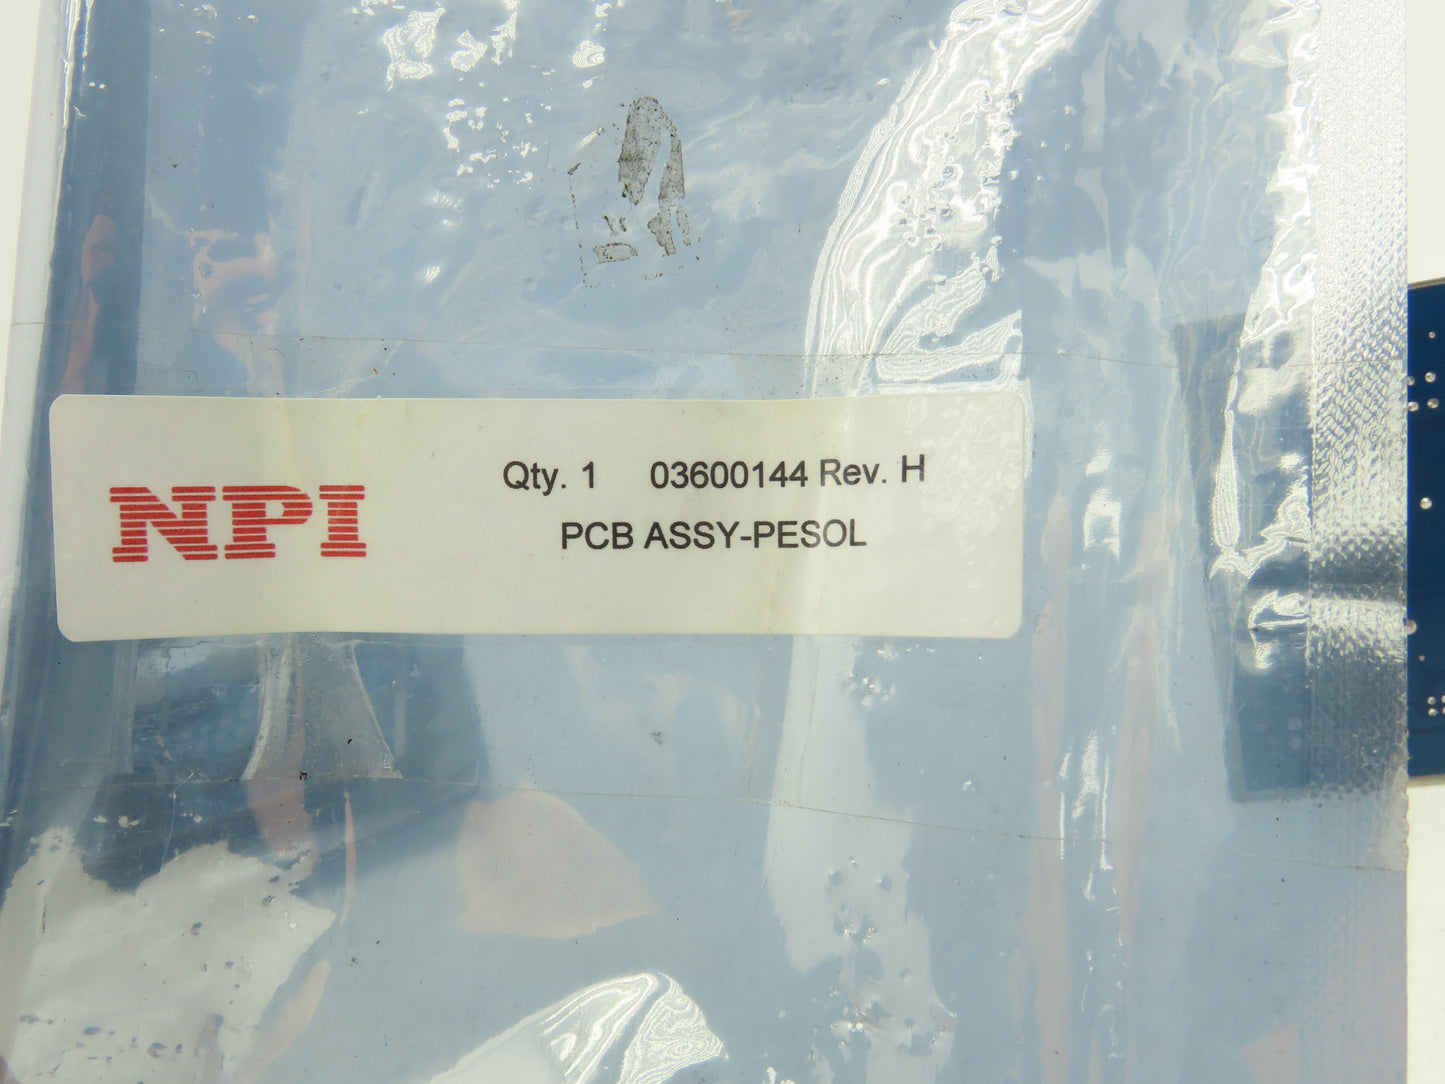 NPI
Qty. 1 03600144 Rev. H
PCB ASSY-PESOL